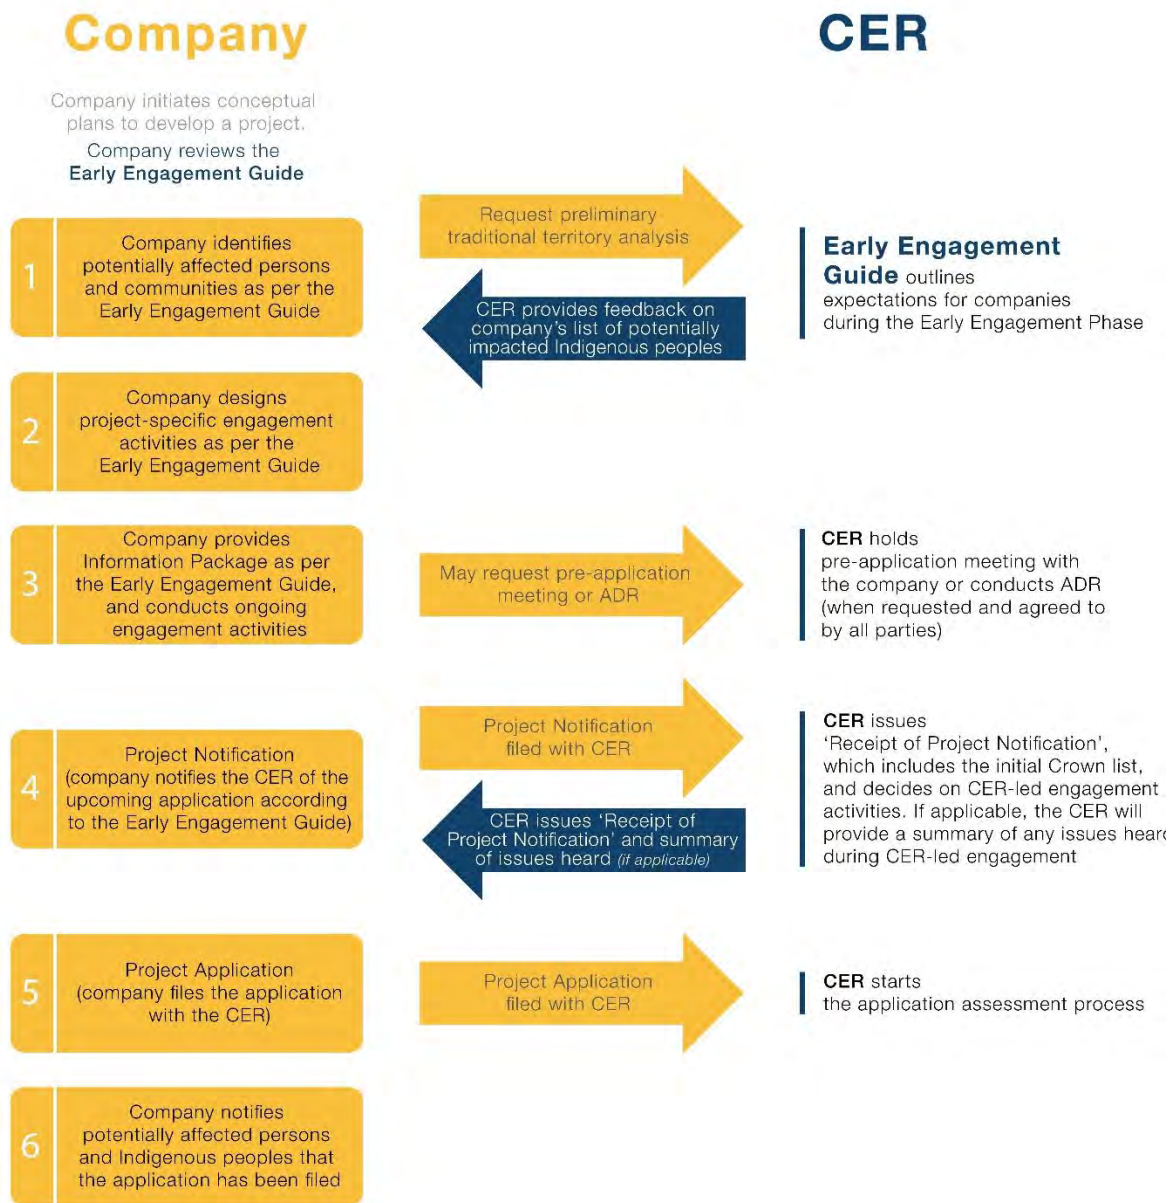 Company
CER
Company initiates conceptual
plans to develop a project.
Company reviews the
Early Engagement Guide
1
Company identifies
potentially affected persons
and communities as per the
Early Engagement Guide
Request preliminary
traditional territory analysis
CER provides feedback on
company's list of potentially
impacted Indigenous peoples
Early Engagement
Guide outlines
expectations for companies
during the Early Engagement Phase
2
Company designs
project-specific engagement
activities as per the
Early Engagement Guide
3
Company provides
Information Package as per
the Early Engagement Guide,
and conducts ongoing
engagement activities
May request pre-application
meeting or ADR
CER holds
pre-application meeting with
the company or conducts ADR
(when requested and agreed to
by all parties)
4
Project Notification
(company notifies the CER of the
upcoming application according
to the Early Engagement Guide)
Project Notification
filed with CER
CER issues 'Receipt of
Project Notification' and summary
of issues heard (if applicable)
CER issues
'Receipt of Project Notification',
which includes the initial Crown list,
and decides on CER-led engagement
activities. If applicable, the CER will
provide a summary of any issues heard
during CER-led engagement
5
Project Application
(company files the application
with the CER)
Project Application
filed with CER
CER starts
the application assessment process
6
Company notifies
potentially affected persons
and Indigenous peoples that
the application has been filed